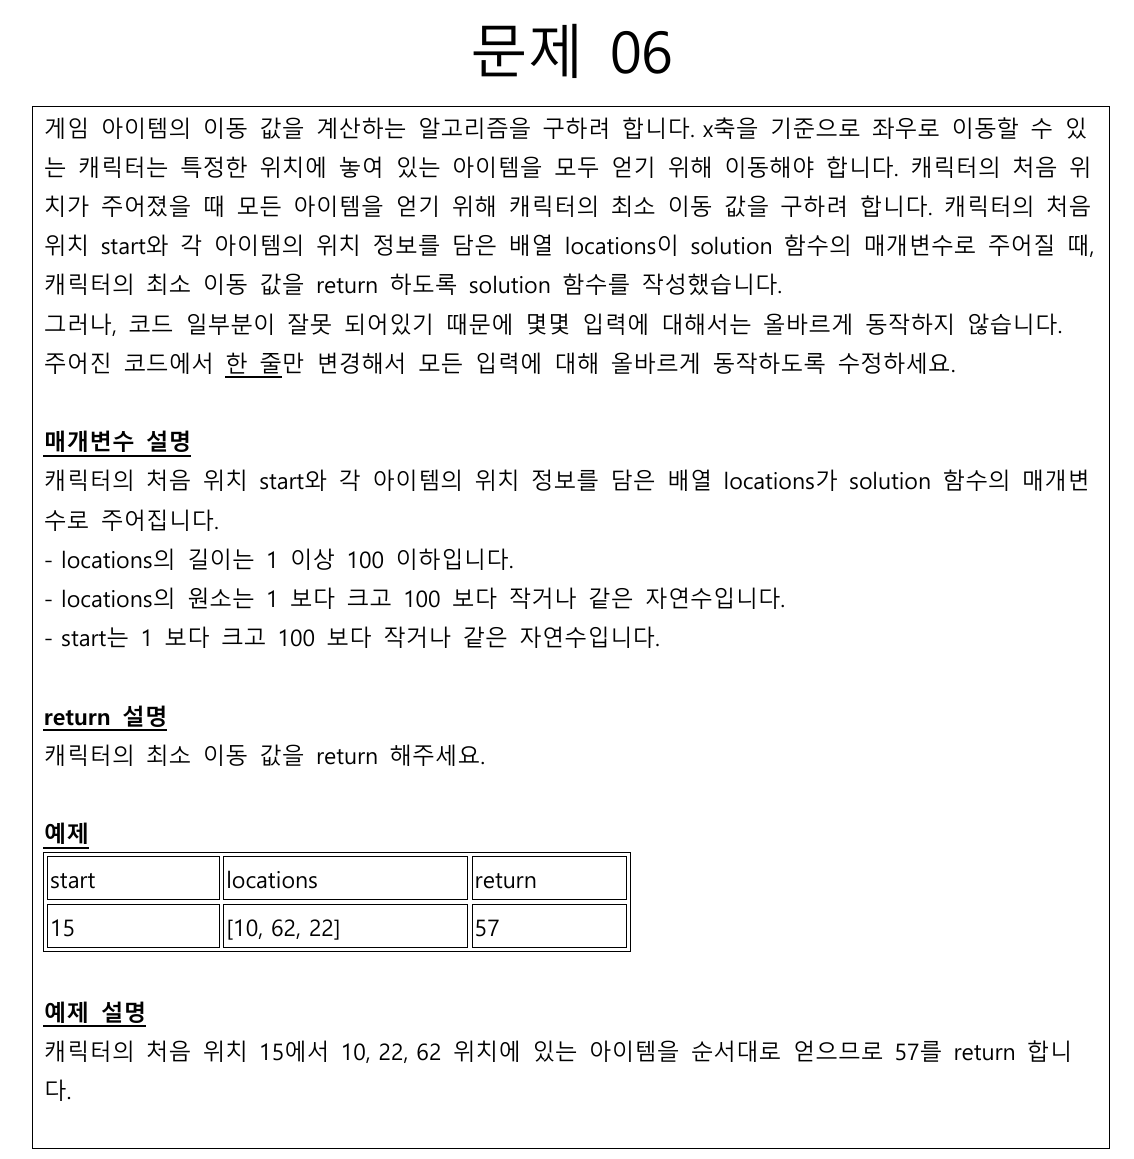 문제 06
게임 아이템의 이동 값을 계산하는 알고리즘을 구하려 합니다. x축을 기준으로 좌우로 이동할 수 있
는 캐릭터는 특정한 위치에 놓여 있는 아이템을 모두 얻기 위해 이동해야 합니다. 캐릭터의 처음 위
치가 주어졌을 때 모든 아이템을 얻기 위해 캐릭터의 최소 이동 값을 구하려 합니다. 캐릭터의 처음
위치 start와 각 아이템의 위치 정보를 담은 배열 locations이 solution 함수의 매개변수로 주어질 때,
캐릭터의 최소 이동 값을 return 하도록 solution 함수를 작성했습니다.
그러나, 코드 일부분이 잘못 되어있기 때문에 몇몇 입력에 대해서는 올바르게 동작하지 않습니다.
주어진 코드에서 한 줄만 변경해서 모든 입력에 대해 올바르게 동작하도록 수정하세요.
매개변수 설명
캐릭터의 처음 위치 start와 각 아이템의 위치 정보를 담은 배열 locations가 solution 함수의 매개변
수로 주어집니다.
- locations의 길이는 1 이상 100 이하입니다.
- locations의 원소는 1 보다 크고 100 보다 작거나 같은 자연수입니다.
- start는 1 보다 크고 100 보다 작거나 같은 자연수입니다.
return 설명
캐릭터의 최소 이동 값을 return 해주세요.
예제
start locations return
15 [10, 62, 22] 57
예제 설명
캐릭터의 처음 위치 15에서 10, 22, 62 위치에 있는 아이템을 순서대로 얻으므로 57를 return 합니
다.